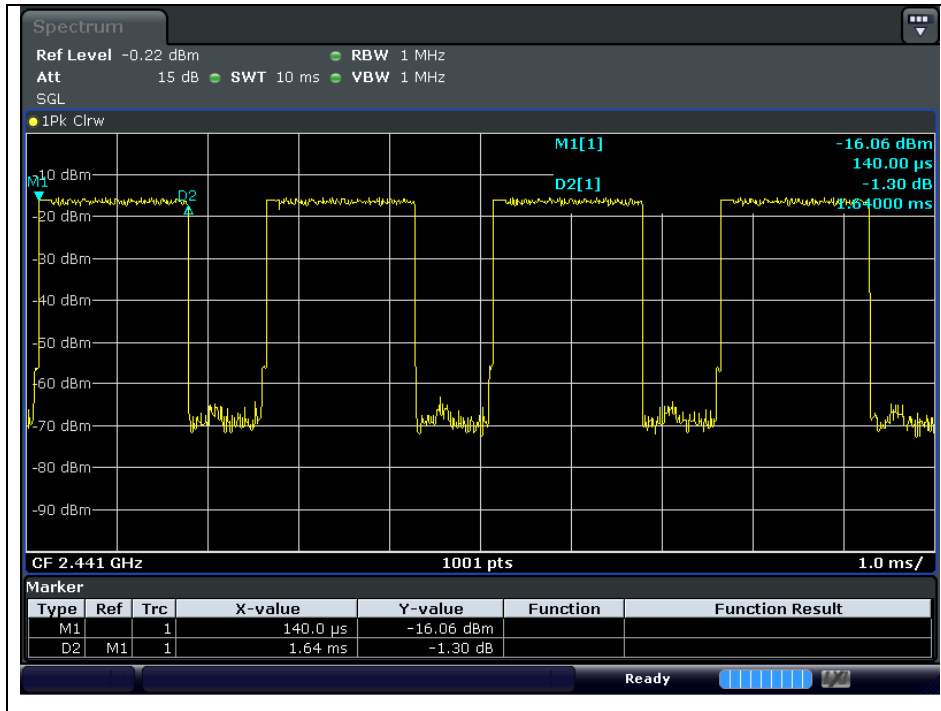 Spectrum
Ref Level -0.22 dBm RBW 1 MHz
Att 15 dB SWT 10 ms VBW 1 MHz
SGL
1Pk Clrw
M1[1] -16.06 dBm
140.00 µs
D2[1] -1.30 dB
1.64000 ms
M1
D2
-10 dBm
-20 dBm
-30 dBm
-40 dBm
-50 dBm
-60 dBm
-70 dBm
-80 dBm
-90 dBm
CF 2.441 GHz 1001 pts 1.0 ms/
Marker
Type Ref Trc X-value Y-value Function Function Result
M1 1 140.0 µs -16.06 dBm
D2 M1 1 1.64 ms -1.30 dB
Ready